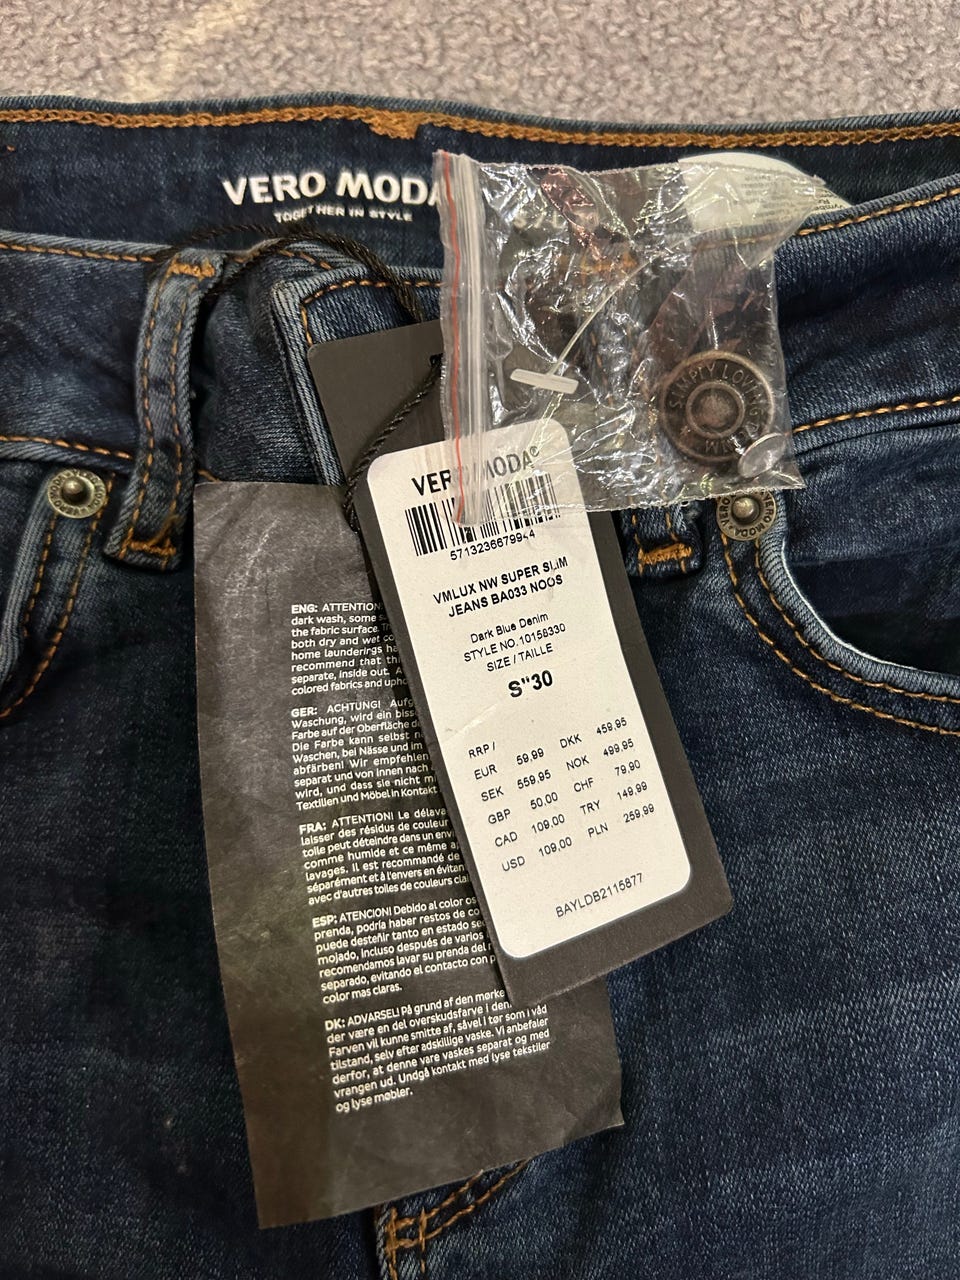 VERO MODA
TOGETHER IN STYLE
SIMPLY LOVING
VERO MODA
VERO MODA®
5713236679944
VMLUX NW SUPER SLIM
JEANS BA033 NOOS
Dark Blue Denim
STYLE NO. 10158330
SIZE / TAILLE
S"30
RRP /
EUR 59.99 DKK 459.95
SEK 559.95 NOK 499.95
GBP 50.00 CHF 79.90
CAD 109.00 TRY 149.99
USD 109.00 PLN 259.99
BAYLDB2115877
ENG: ATTENTION
dark wash, some
the fabric surface.
both dry and wet co
home launderings ha
recommend that thi
separate, inside out.
colored fabrics and upho
GER: ACHTUNG! Aufg
Waschung, wird ein biss
Farbe auf der Oberfläche d
Die Farbe kann selbst n
Waschen, bei Nässe und im
abfärben! Wir empfehlen
separat und von innen nach
wird, und dass sie nicht m
Textilien und Möbel in Kontakt
FRA: ATTENTION! Le délava
laisser des résidus de couleur
toile peut déteindre dans un env
comme humide et ce même ap
lavages. Il est recommandé de
séparément et à l'envers en évitan
avec d'autres toiles de couleurs clai
ESP: ATENCION! Debido al color os
prenda, podría haber restos de co
puede desteñir tanto en estado sec
mojado, incluso después de varios
recomendamos lavar su prenda del r
separado, evitando el contacto con p
color mas claras.
DK: ADVARSEL! På grund af den mørke
der være en del overskudsfarve i den
Farven vil kunne smitte af, såvel i tør som i våd
tilstand, selv efter adskillige vaske. Vi anbefaler
derfor, at denne vare vaskes separat og med
vrangen ud. Undgå kontakt med lyse tekstiler
og lyse møbler.